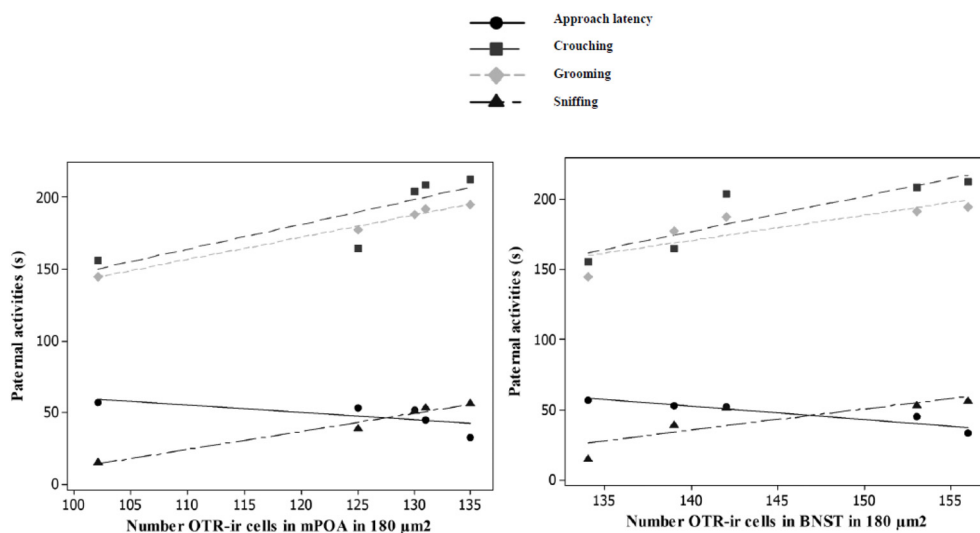 Approach latency
Crouching
Grooming
Sniffing
Paternal activities (s)
200
150
100
50
0
100 105 110 115 120 125 130 135
Number OTR-ir cells in mPOA in 180 µm2
Paternal activities (s)
200
150
100
50
0
135 140 145 150 155
Number OTR-ir cells in BNST in 180 µm2